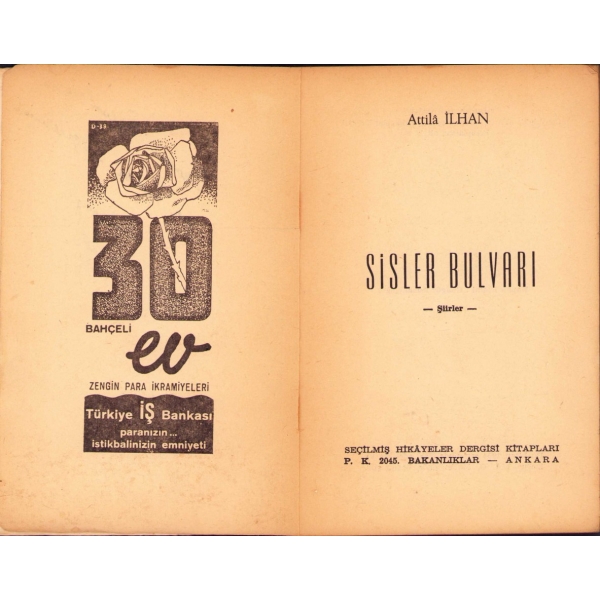 D-33
30
BAHÇELİ
ev
ZENGİN PARA İKRAMİYELERİ
Türkiye İŞ Bankası
paranızın...
istikbalinizin emniyeti
Attilâ İLHAN
SİSLER BULVARI
— Şiirler —
SEÇİLMİŞ HİKÂYELER DERGİSİ KİTAPLARI
P. K. 2045. BAKANLIKLAR — ANKARA